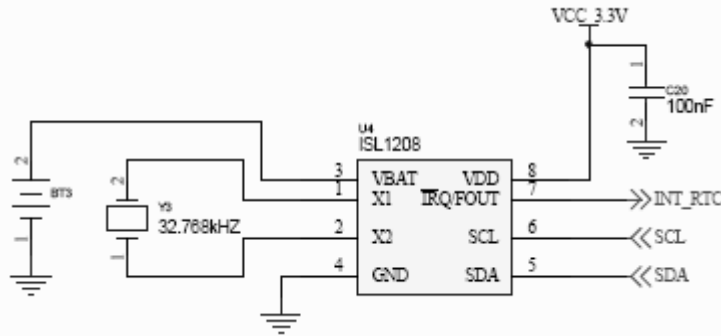 VCC_3.3V
1
C20
100nF
2
U4
ISL1208
2
BT3
1
2
Y3
32.768kHZ
1
3 VBAT VDD 8
1 X1 IRQ/FOUT 7 INT_RTC
2 X2 SCL 6 SCL
4 GND SDA 5 SDA